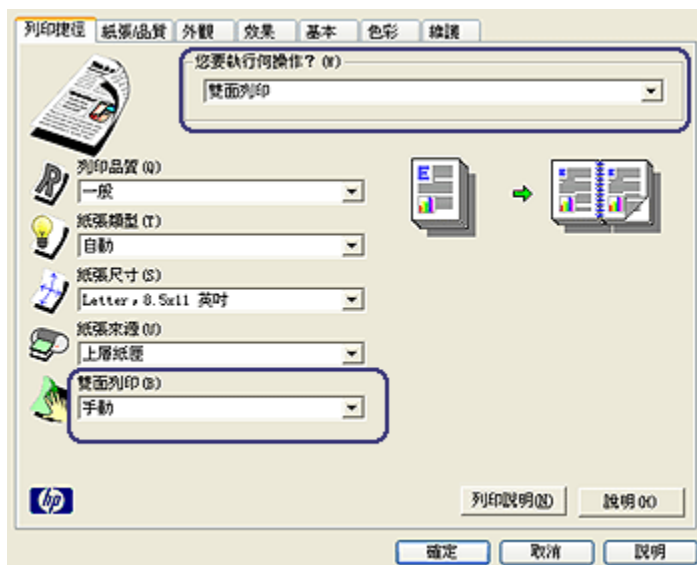 列印捷徑 紙張/品質 外觀 效果 基本 色彩 維護
您要執行何操作? (W)
雙面列印
列印品質 (Q)
一般
紙張類型 (T)
自動
紙張尺寸 (S)
Letter, 8.5x11 英吋
紙張來源 (U)
上層紙匣
雙面列印 (B)
手動
hp
列印說明(N) 說明 (X)
確定 取消 說明